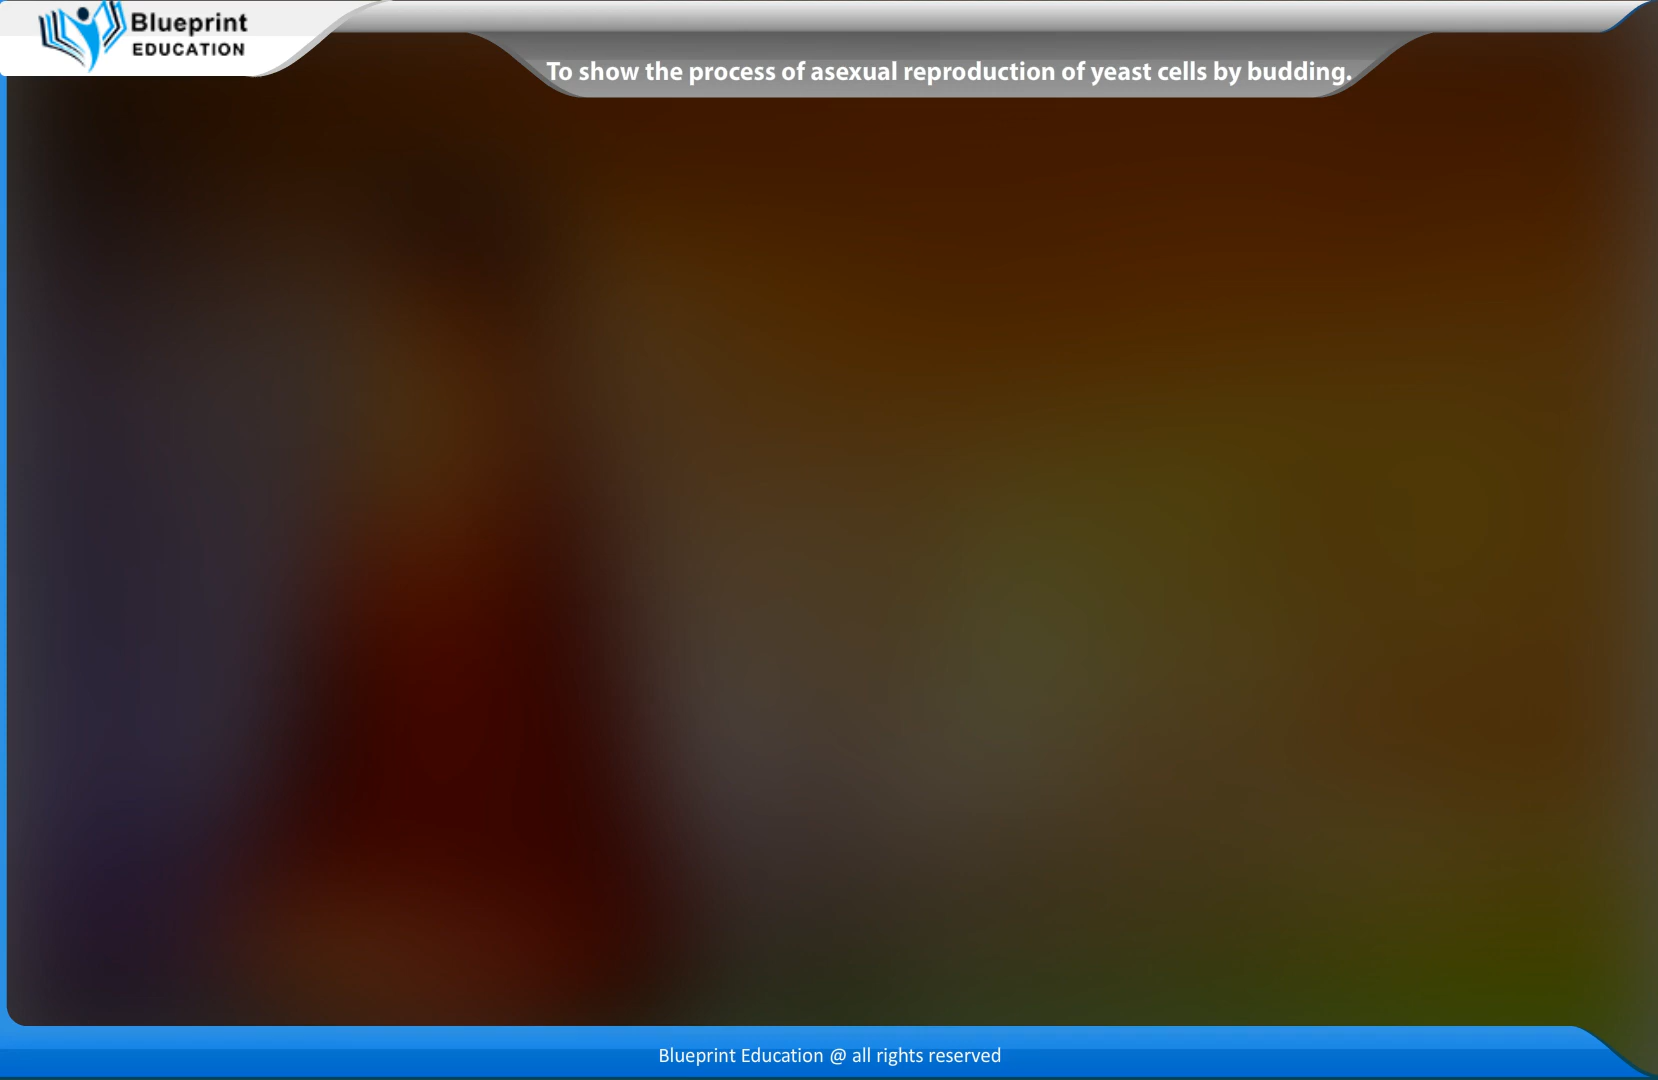 Blueprint
EDUCATION
To show the process of asexual reproduction of yeast cells by budding.
Blueprint Education @ all rights reserved